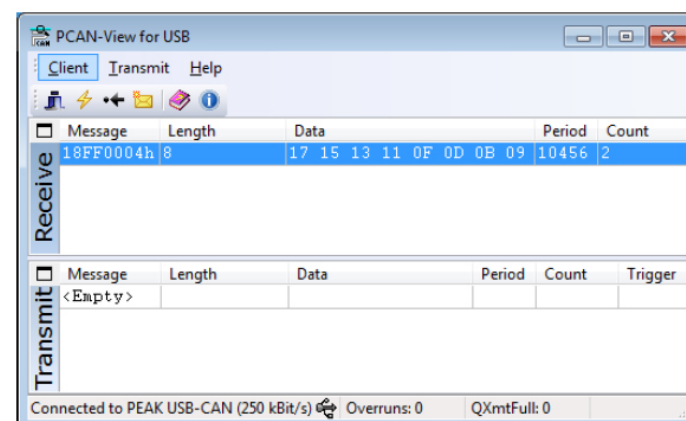 PCAN-View for USB
Client Transmit Help
Message Length Data Period Count
18FF0004h 8 17 15 13 11 0F 0D 0B 09 10456 2
Receive
Message Length Data Period Count Trigger
<Empty>
Transmit
Connected to PEAK USB-CAN (250 kBit/s) Overruns: 0 QXmtFull: 0